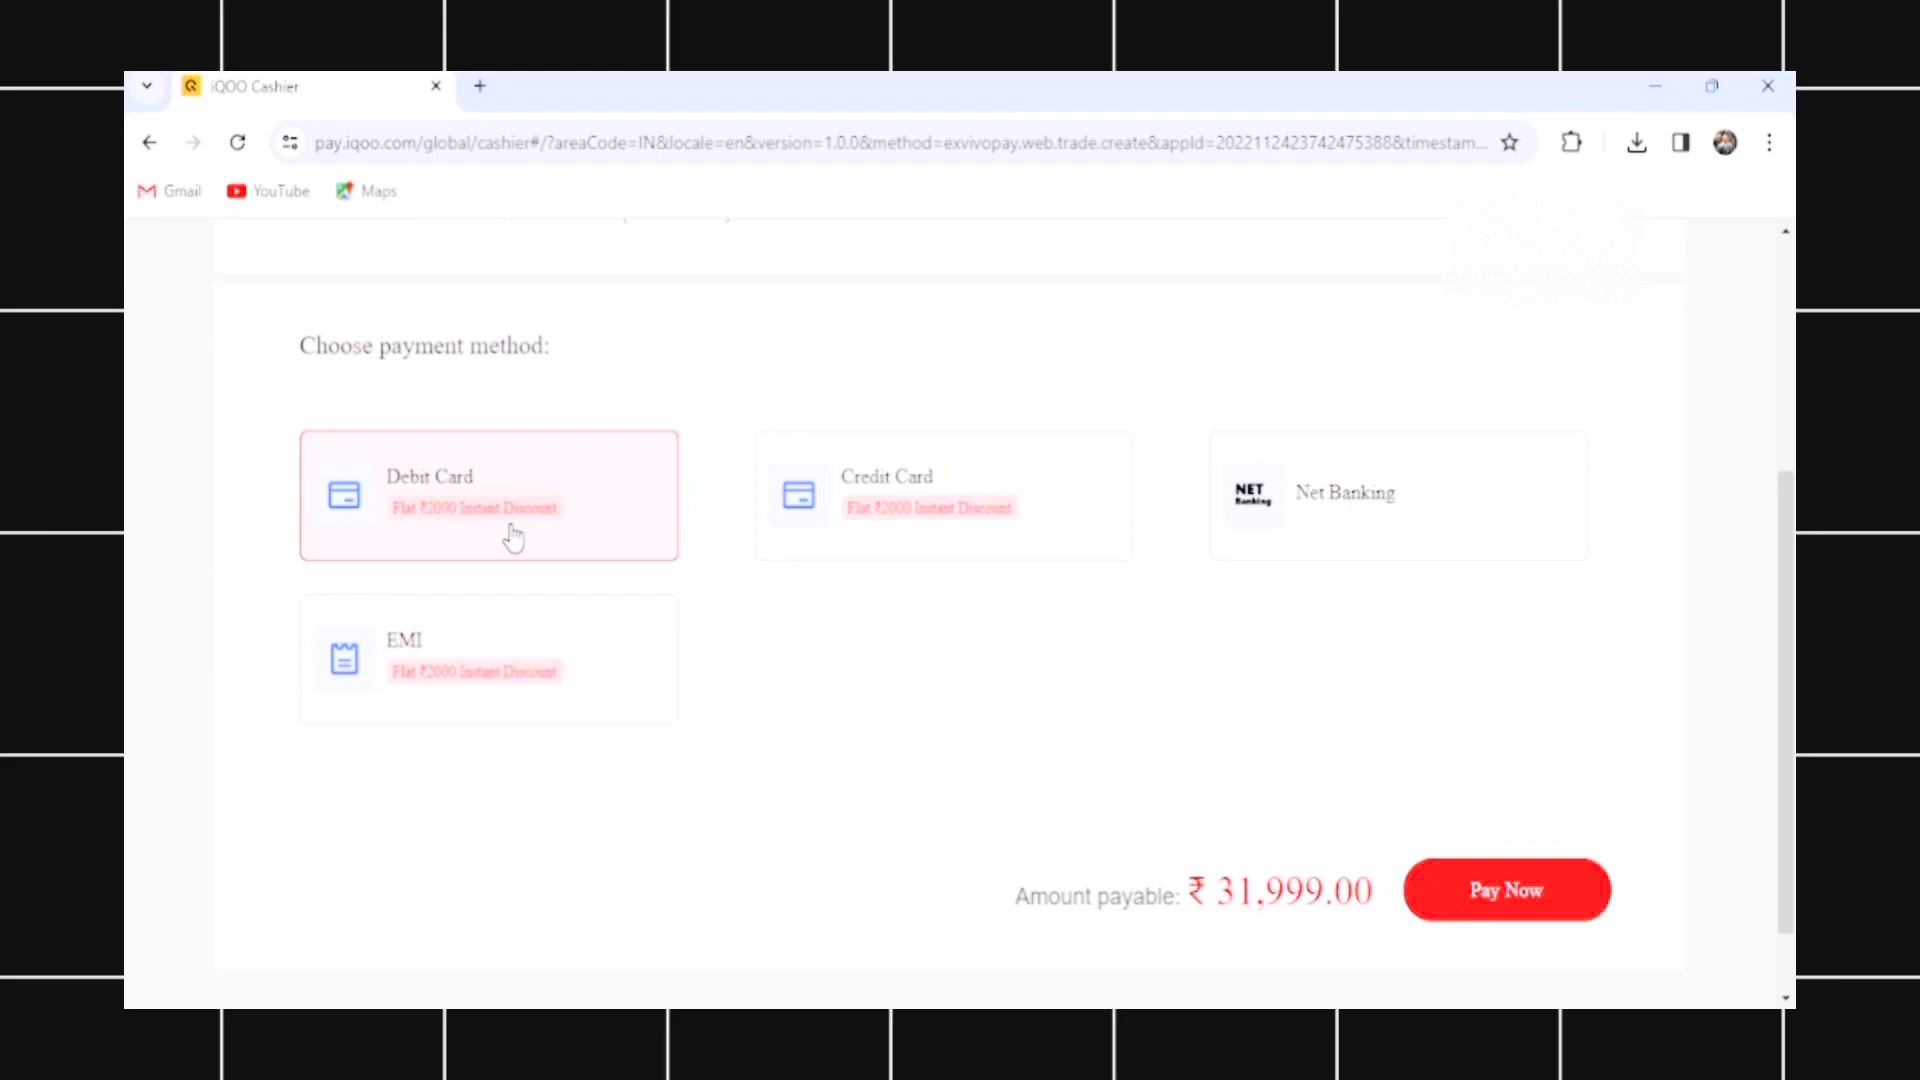 iQOO Cashier
pay.iqoo.com/global/cashier#/?areaCode=IN&locale=en&version=1.0.0&method=exvivopay.web.trade.create&appId=20221124237424475388&timestam...
Gmail YouTube Maps
Choose payment method:
Debit Card
Flat ₹2000 Instant Discount
Credit Card
Flat ₹2000 Instant Discount
NET
Banking
Net Banking
EMI
Flat ₹2000 Instant Discount
Amount payable: ₹ 31,999.00
Pay Now